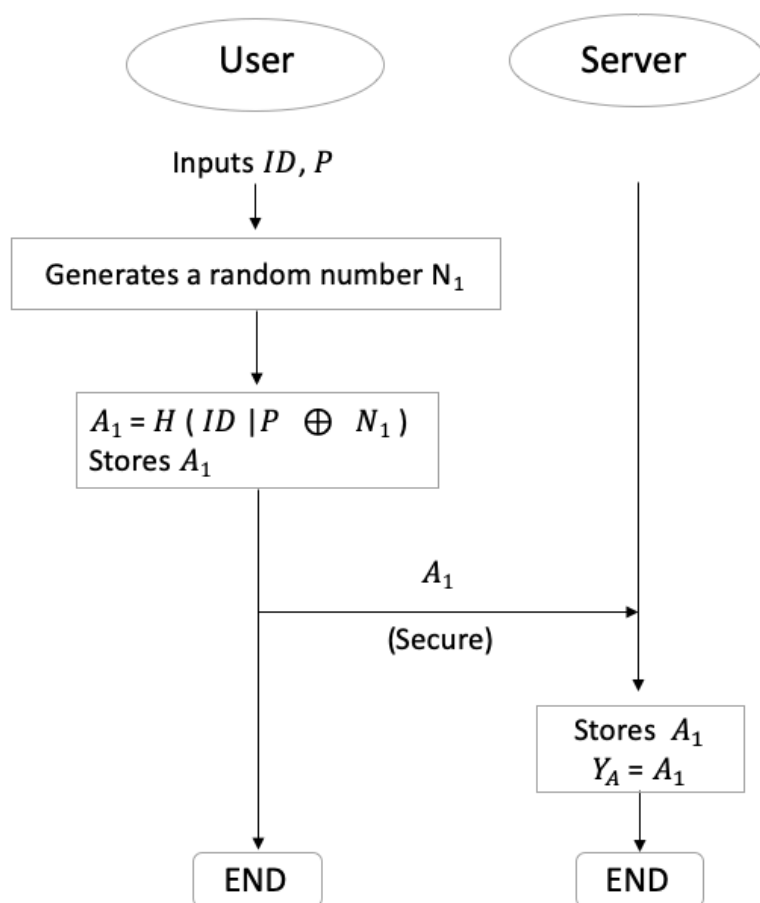 User
Server
Inputs ID, P
Generates a random number N₁
A₁ = H ( ID |P ⊕ N₁ )
Stores A₁
A₁
(Secure)
Stores A₁
Y_A = A₁
END
END